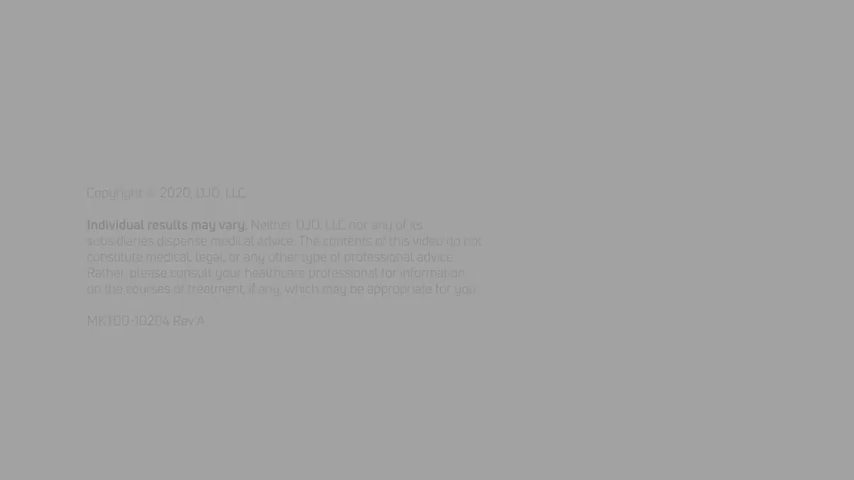 Copyright © 2020, DJO, LLC
Individual results may vary. Neither DJO, LLC nor any of its
subsidiaries dispense medical advice. The contents of this video do not
constitute medical, legal, or any other type of professional advice.
Rather, please consult your healthcare professional for information
on the courses of treatment, if any, which may be appropriate for you.
MKT00-10204 Rev A